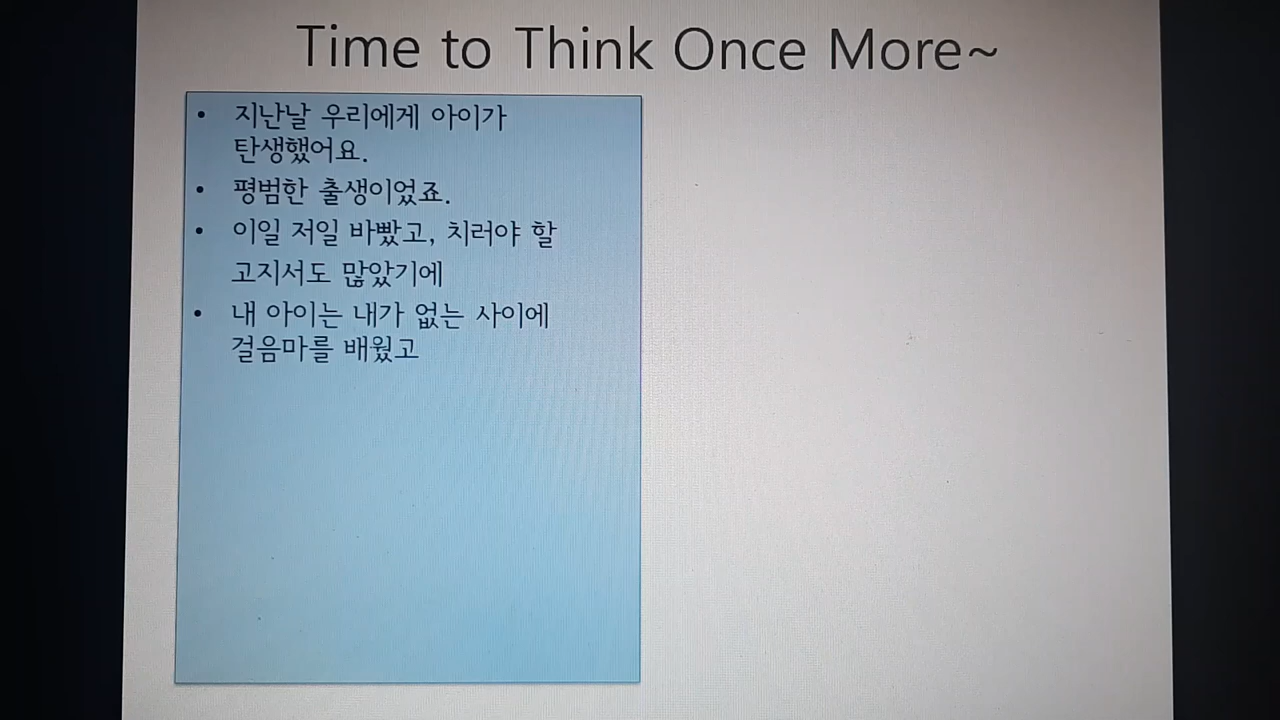 Time to Think Once More~
• 지난날 우리에게 아이가
탄생했어요.
• 평범한 출생이었죠.
• 이일 저일 바빴고, 치러야 할
고지서도 많았기에
• 내 아이는 내가 없는 사이에
걸음마를 배웠고